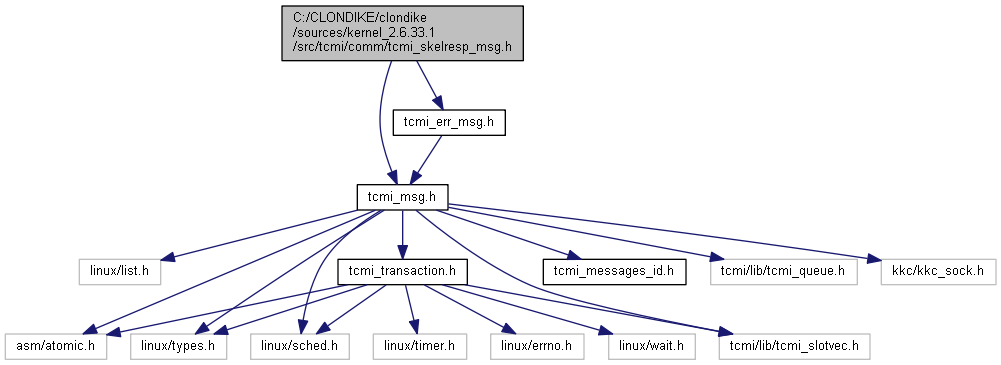 C:/CLONDIKE/clondike
/sources/kernel_2.6.33.1
/src/tcmi/comm/tcmi_skelresp_msg.h
tcmi_err_msg.h
tcmi_msg.h
linux/list.h
tcmi_transaction.h
tcmi_messages_id.h
tcmi/lib/tcmi_queue.h
kkc/kkc_sock.h
asm/atomic.h
linux/types.h
linux/sched.h
linux/timer.h
linux/errno.h
linux/wait.h
tcmi/lib/tcmi_slotvec.h